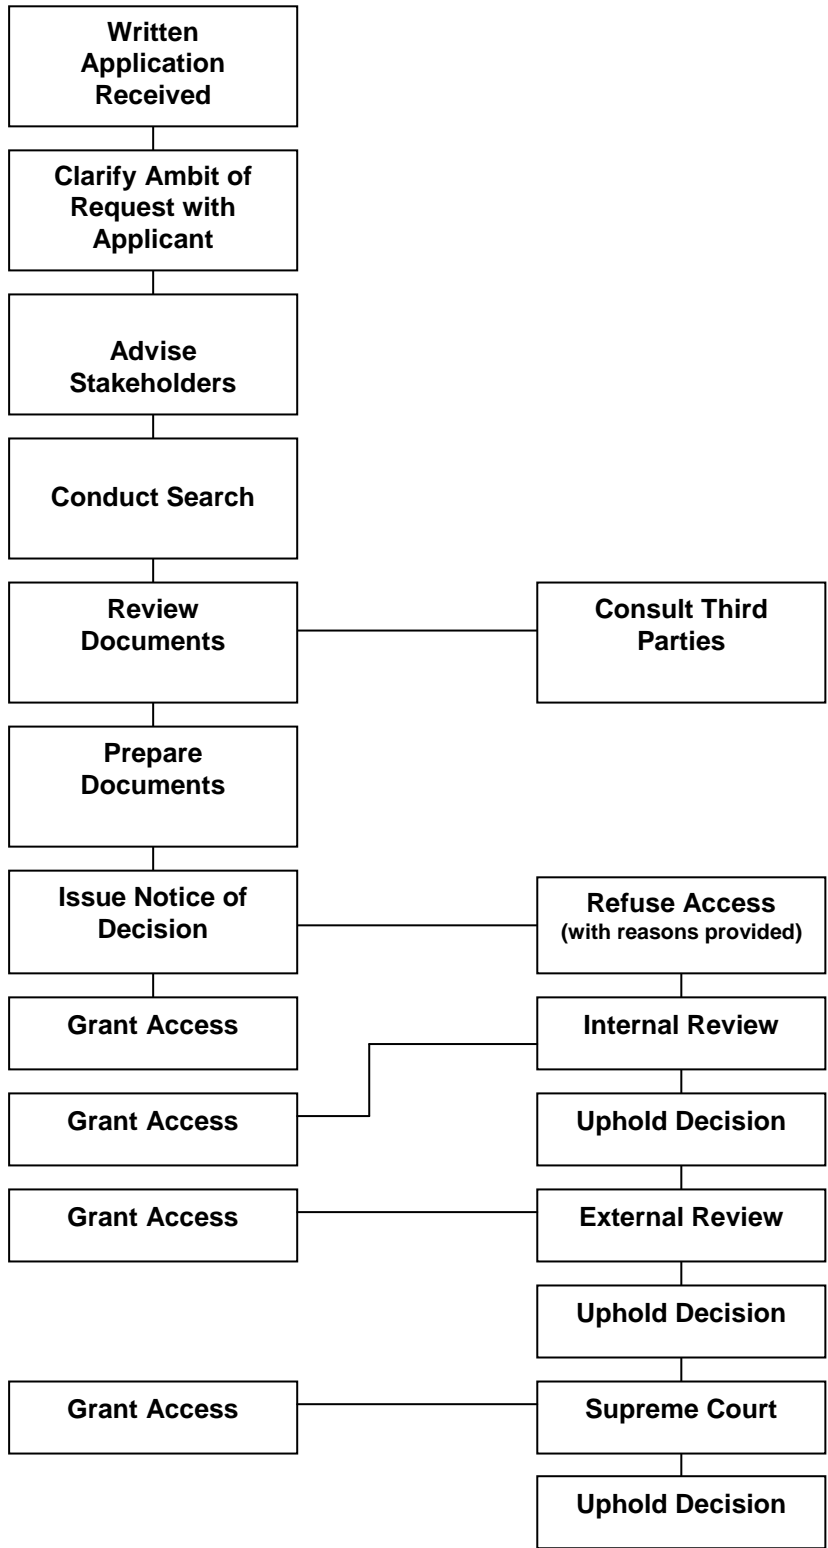 Written
Application
Received
Clarify Ambit of
Request with
Applicant
Advise
Stakeholders
Conduct Search
Review
Documents
Consult Third
Parties
Prepare
Documents
Issue Notice of
Decision
Refuse Access
(with reasons provided)
Grant Access
Internal Review
Grant Access
Uphold Decision
Grant Access
External Review
Uphold Decision
Grant Access
Supreme Court
Uphold Decision